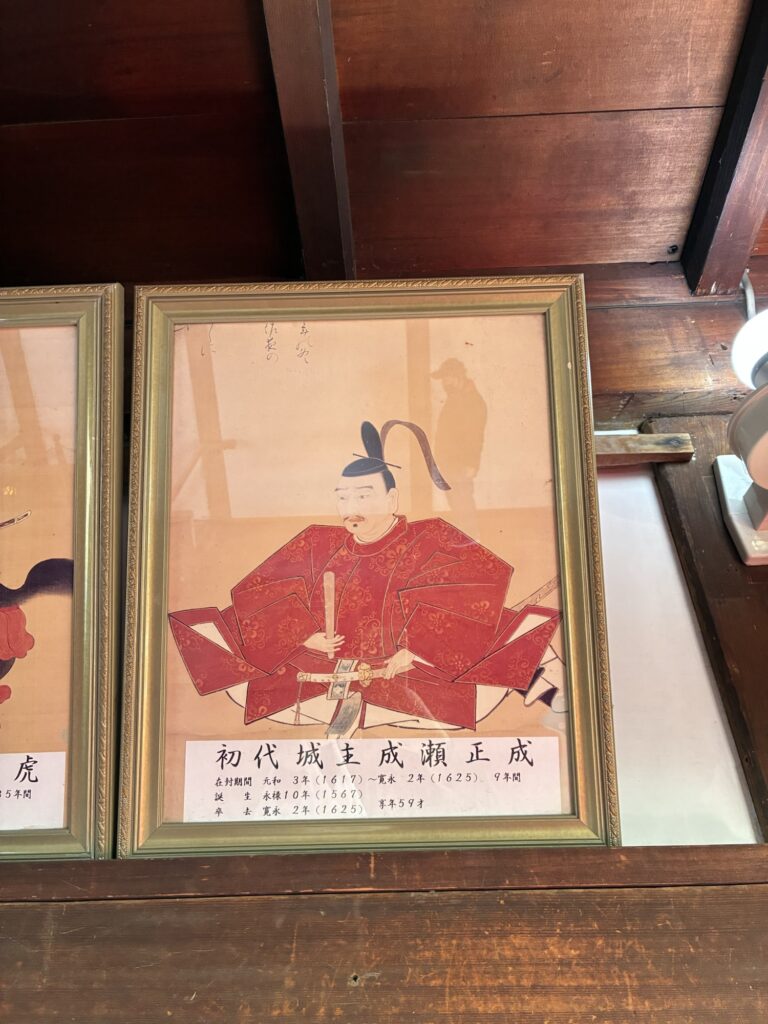 初代城主成瀬正成
在封期間 元和 3年(1617)~寛永 2年(1625) 9年間
誕 生 永禄10年(1567)
卒 去 寛永 2年(1625) 享年59才
虎
35年間